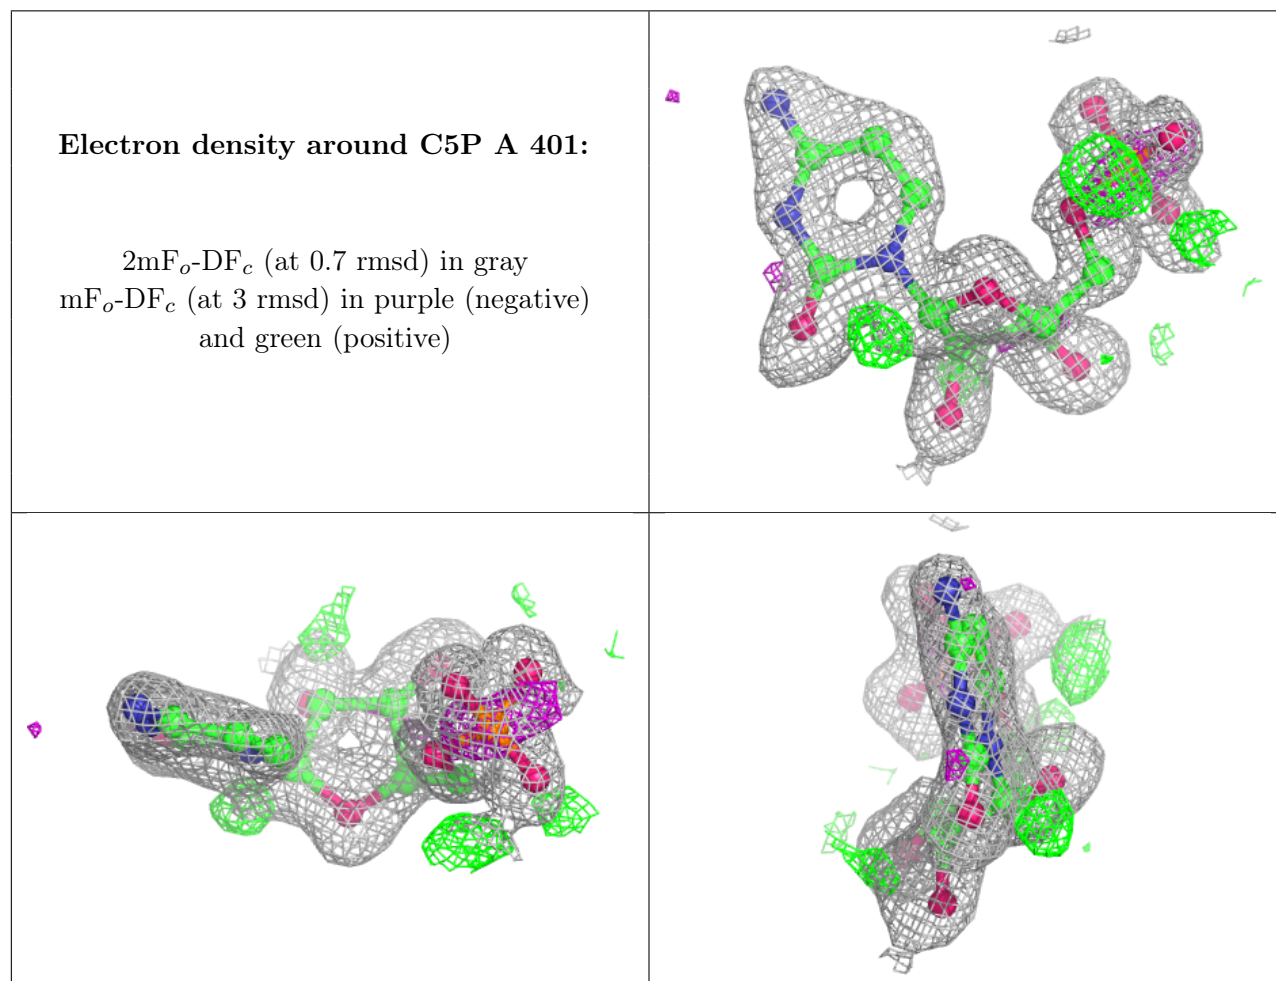 Electron density around C5P A 401:
2mFo-DFc (at 0.7 rmsd) in gray
mFo-DFc (at 3 rmsd) in purple (negative)
and green (positive)